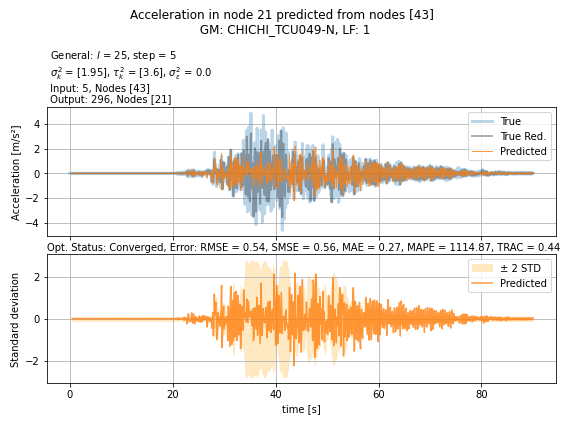 Acceleration in node 21 predicted from nodes [43]
GM: CHICHI_TCU049-N, LF: 1
General: l = 25, step = 5
σ²ₖ = [1.95], τ²ₖ = [3.6], σ²ε = 0.0
Input: 5, Nodes [43]
Output: 296, Nodes [21]
Acceleration [m/s²]
4
2
0
−2
−4
True
True Red.
Predicted
Opt. Status: Converged, Error: RMSE = 0.54, SMSE = 0.56, MAE = 0.27, MAPE = 1114.87, TRAC = 0.44
Standard deviation
2
0
−2
± 2 STD
Predicted
0 20 40 60 80
time [s]